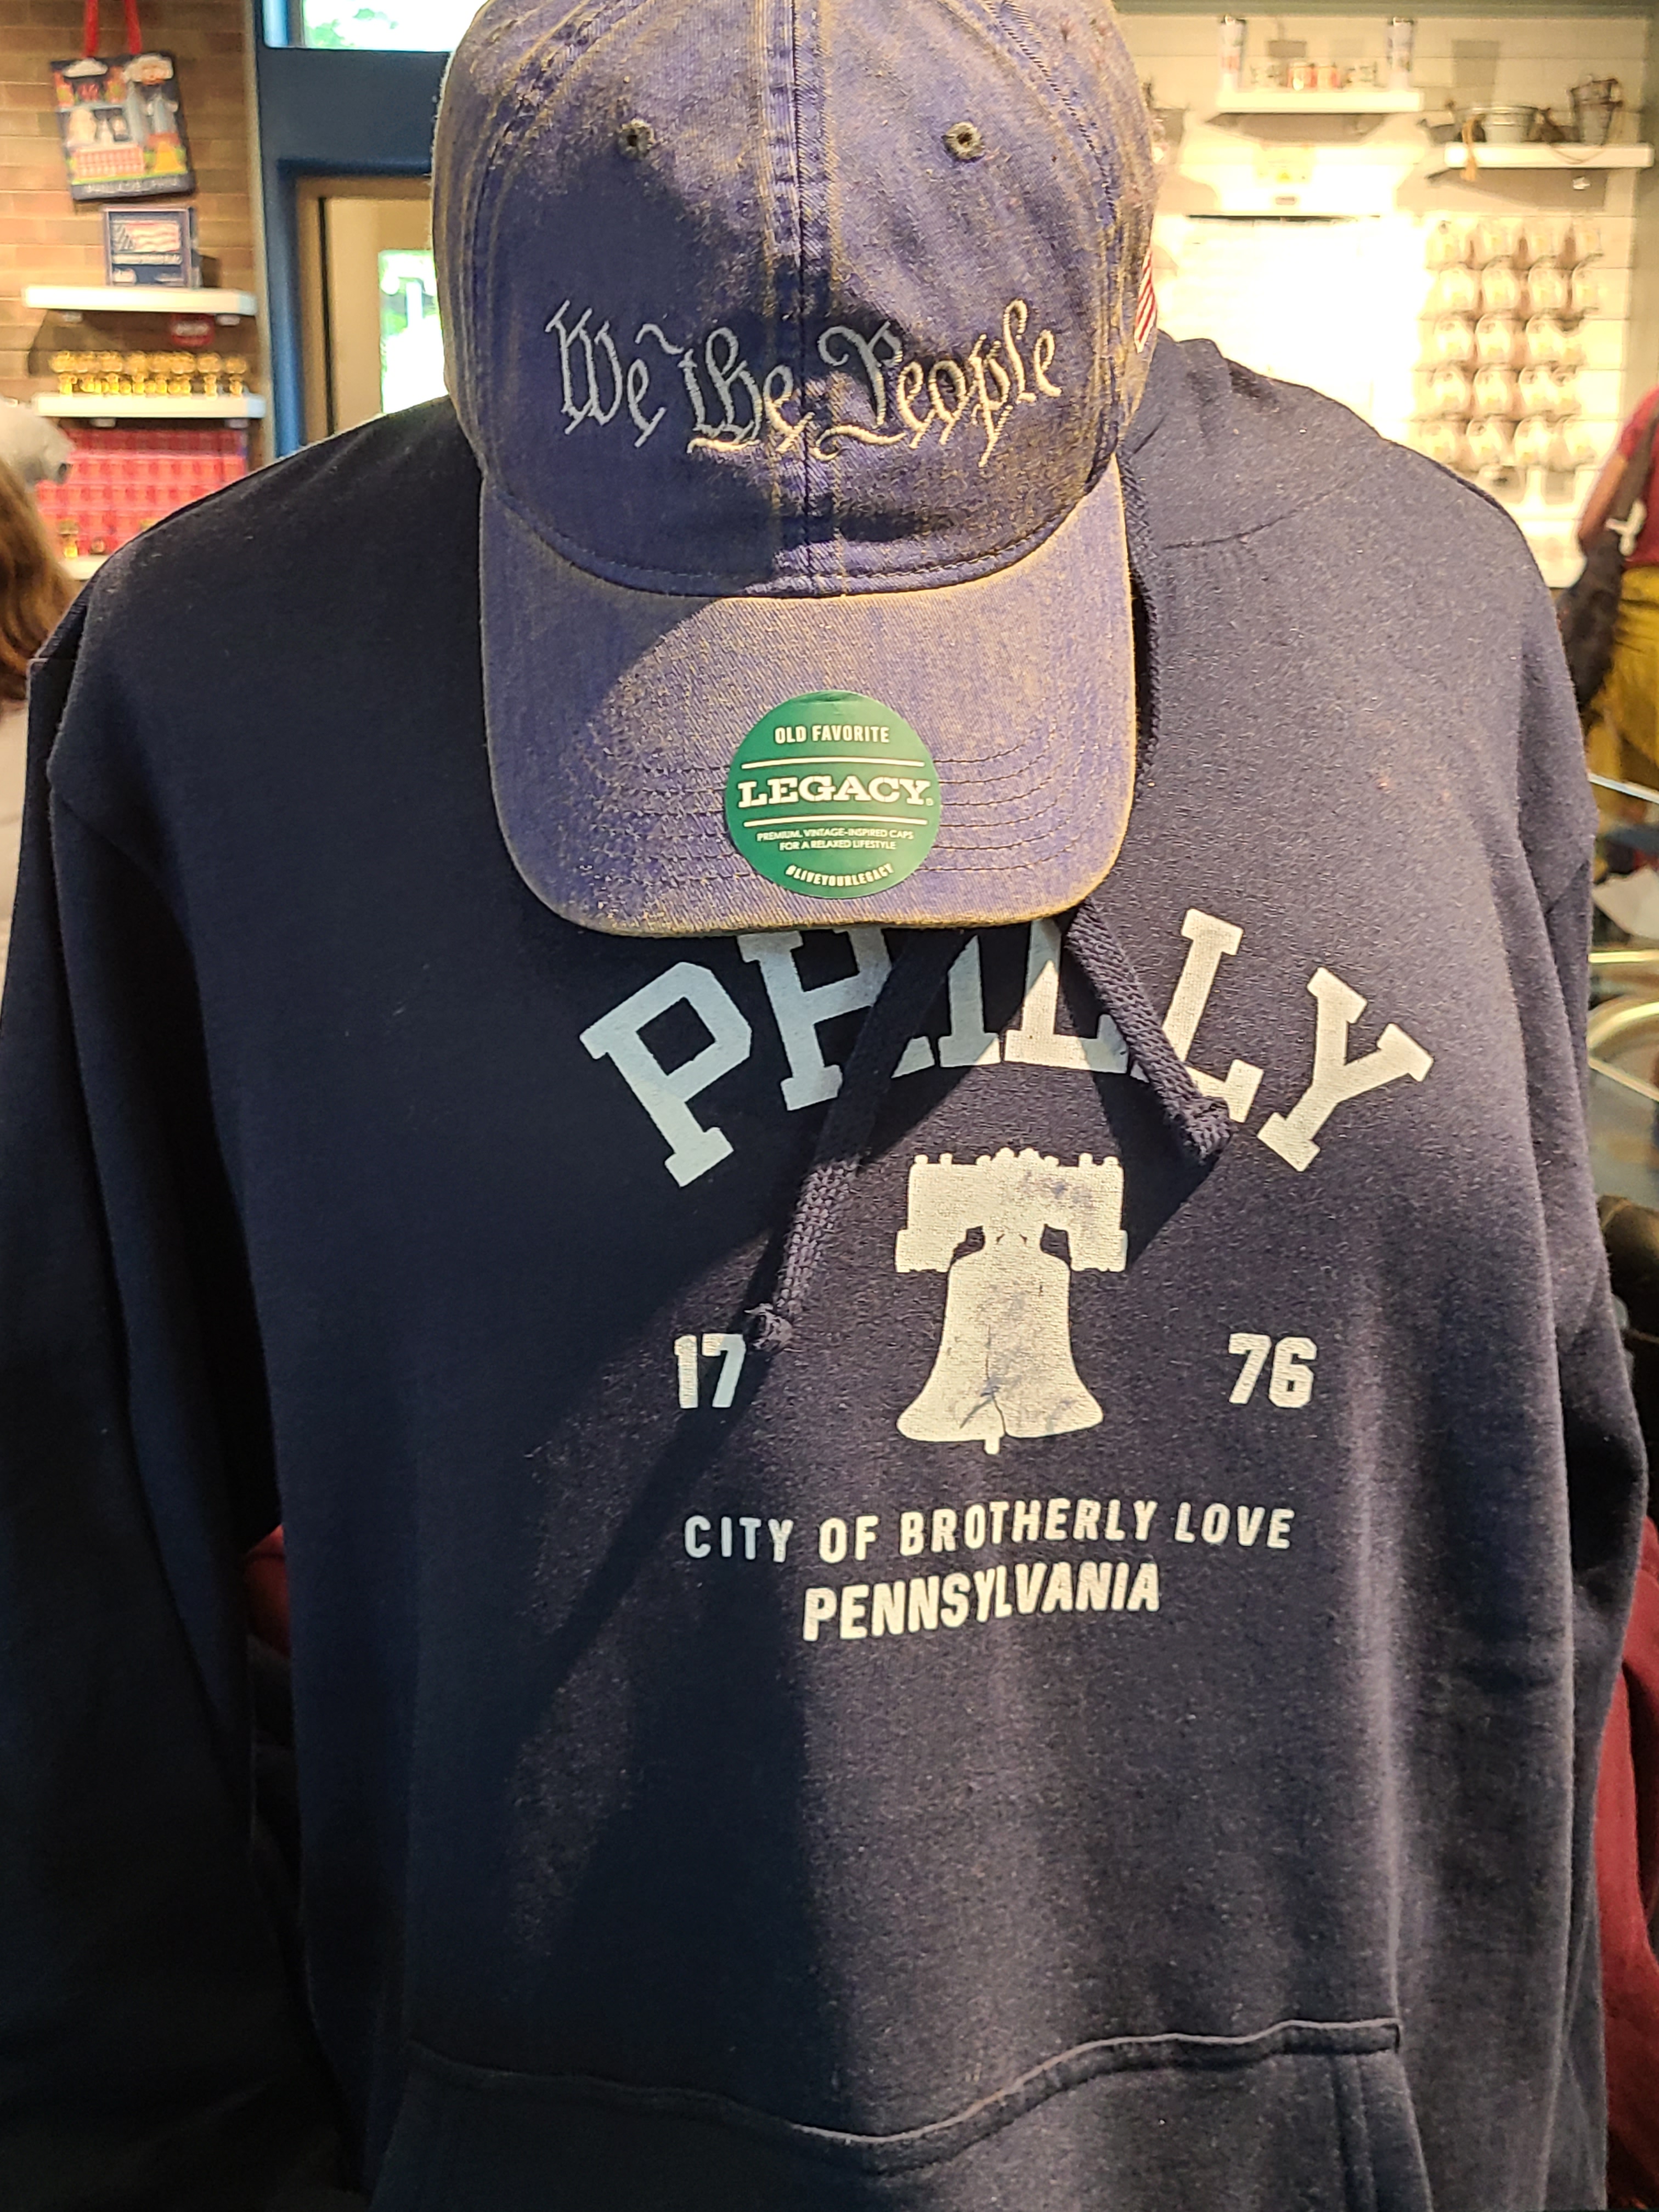 PHILADELPHIA
We the People
OLD FAVORITE
LEGACY
PREMIUM, VINTAGE-INSPIRED CAPS
FOR A RELAXED LIFESTYLE
#LIVEYOURLEGACY
PHILLY
17 76
CITY OF BROTHERLY LOVE
PENNSYLVANIA